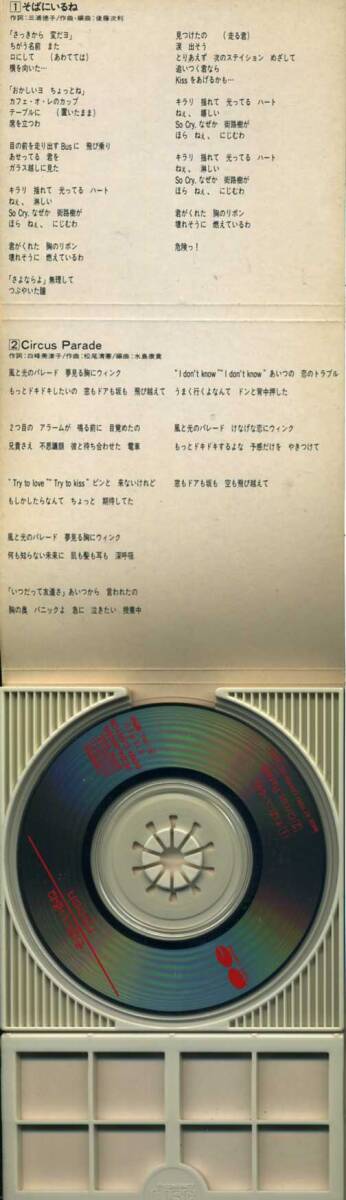 1 そばにいるね
作詞:三浦徳子/作曲・編曲:後藤次利
「さっきから 変だヨ」
ちがう名前 また
口にして (あわてては)
横を向いた…
「おかしいヨ ちょっとね」
カフェ・オ・レのカップ
テーブルに (置いたまま)
席を立つわ
目の前を走り出すBusに 飛び乗り
あせってる 君を
ガラス越しに見た
キラリ 揺れて 光ってる ハート
ねぇ、淋しい
So Cry, なぜか 街路樹が
ほら ねぇ、にじむわ
君がくれた 胸のリボン
壊れそうに 燃えているわ
「さよならよ」無理して
つぶやいた瞳
見つけたの (走る君)
涙 出そう
とりあえず 次のステイション めざして
追いつく君なら
Kissをあげるかも…
キラリ 揺れて 光ってる ハート
ねぇ、嬉しい
So Cry, なぜか 街路樹が
ほら ねぇ、にじむわ
キラリ 揺れて 光ってる ハート
ねぇ、淋しい
So Cry, なぜか 街路樹が
ほら ねぇ、にじむわ
君がくれた 胸のリボン
壊れそうに 燃えているわ
危険っ!
2 Circus Parade
作詞:白峰美津子/作曲:松尾清憲/編曲:水島康貴
風と光のパレード 夢見る胸にウィンク
もっとドキドキしたいの 窓もドアも坂も 飛び越えて
2つ目の アラームが 鳴る前に 目覚めたの
兄貴さえ 不思議顔 彼と待ち合わせた 電車
"Try to love" "Try to kiss" ピンと 来ないけれど
もしかしたらなんて ちょっと 期待してた
風と光のパレード 夢見る胸にウィンク
何も知らない未来に 肌も髪も耳も 深呼吸
「いつだって友達さ」あいつから 言われたの
胸の奥 パニックよ 急に 泣きたい 授業中
"I don't know" "I don't know" あいつの 恋のトラブル
うまく行くよなんて ドンと背中押した
風と光のパレード けなげな恋にウィンク
もっとドキドキするよな 予感だけを やきつけて
窓もドアも坂も 空も飛び越えて